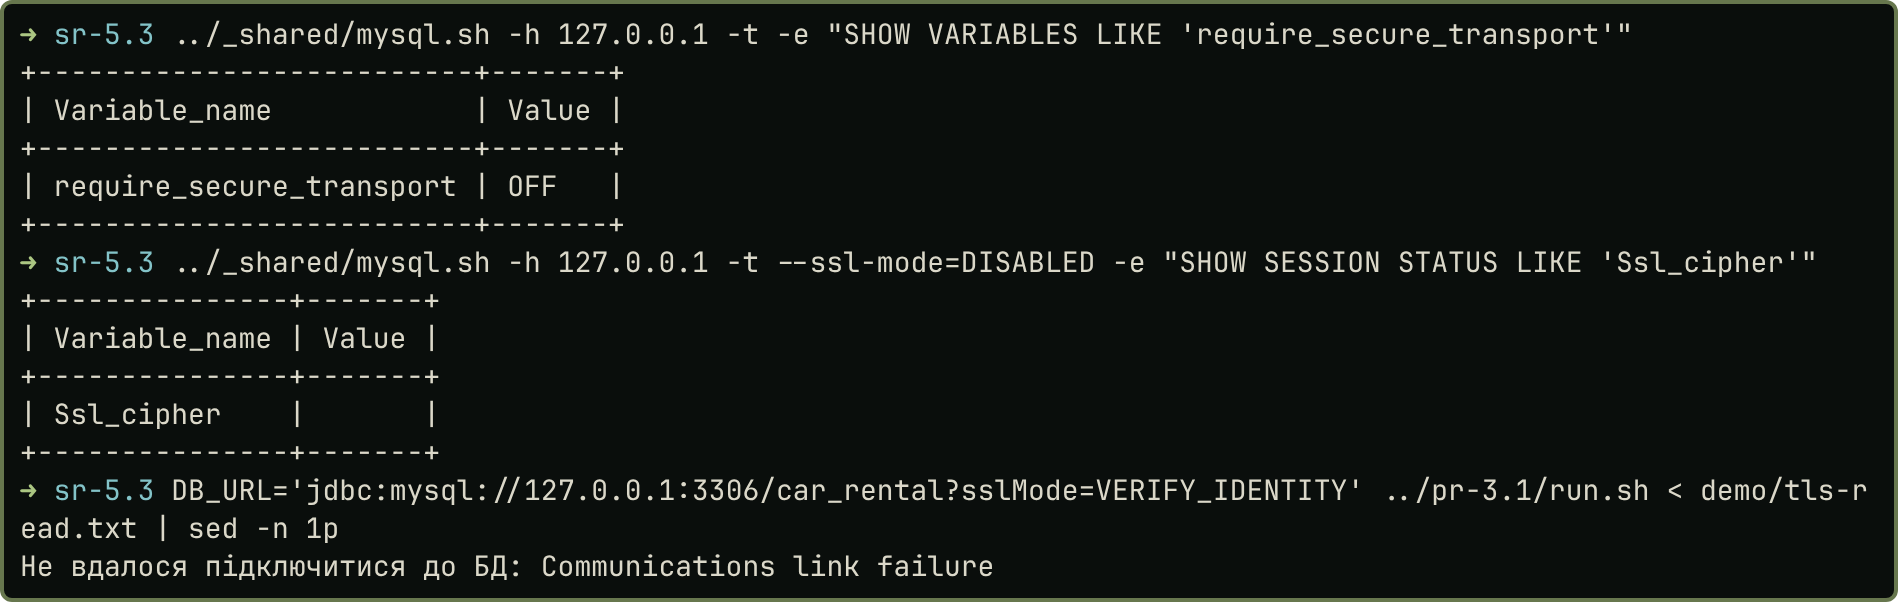 ➜ sr-5.3 ../_shared/mysql.sh -h 127.0.0.1 -t -e "SHOW VARIABLES LIKE 'require_secure_transport'"
+--------------------------+-------+
| Variable_name            | Value |
+--------------------------+-------+
| require_secure_transport | OFF   |
+--------------------------+-------+
➜ sr-5.3 ../_shared/mysql.sh -h 127.0.0.1 -t --ssl-mode=DISABLED -e "SHOW SESSION STATUS LIKE 'Ssl_cipher'"
+---------------+-------+
| Variable_name | Value |
+---------------+-------+
| Ssl_cipher    |       |
+---------------+-------+
➜ sr-5.3 DB_URL='jdbc:mysql://127.0.0.1:3306/car_rental?sslMode=VERIFY_IDENTITY' ../pr-3.1/run.sh < demo/tls-r
ead.txt | sed -n 1p
Не вдалося підключитися до БД: Communications link failure